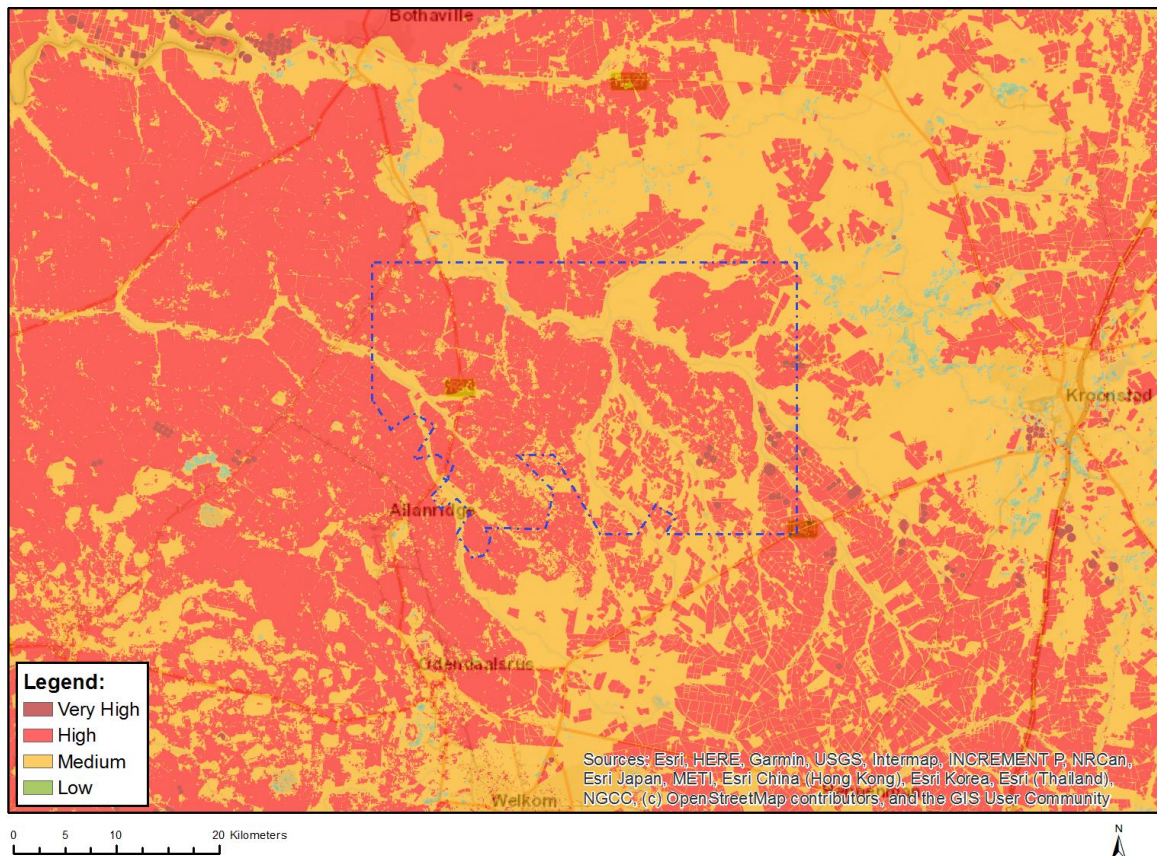 Bothaville
Kroonstad
Allanridge
Odendaalsrus
Legend:
Very High
High
Medium
Low
Sources: Esri, HERE, Garmin, USGS, Intermap, INCREMENT P, NRCan,
Esri Japan, METI, Esri China (Hong Kong), Esri Korea, Esri (Thailand),
NGCC, (c) OpenStreetMap contributors, and the GIS User Community
Welkom
0 5 10 20 Kilometers
N